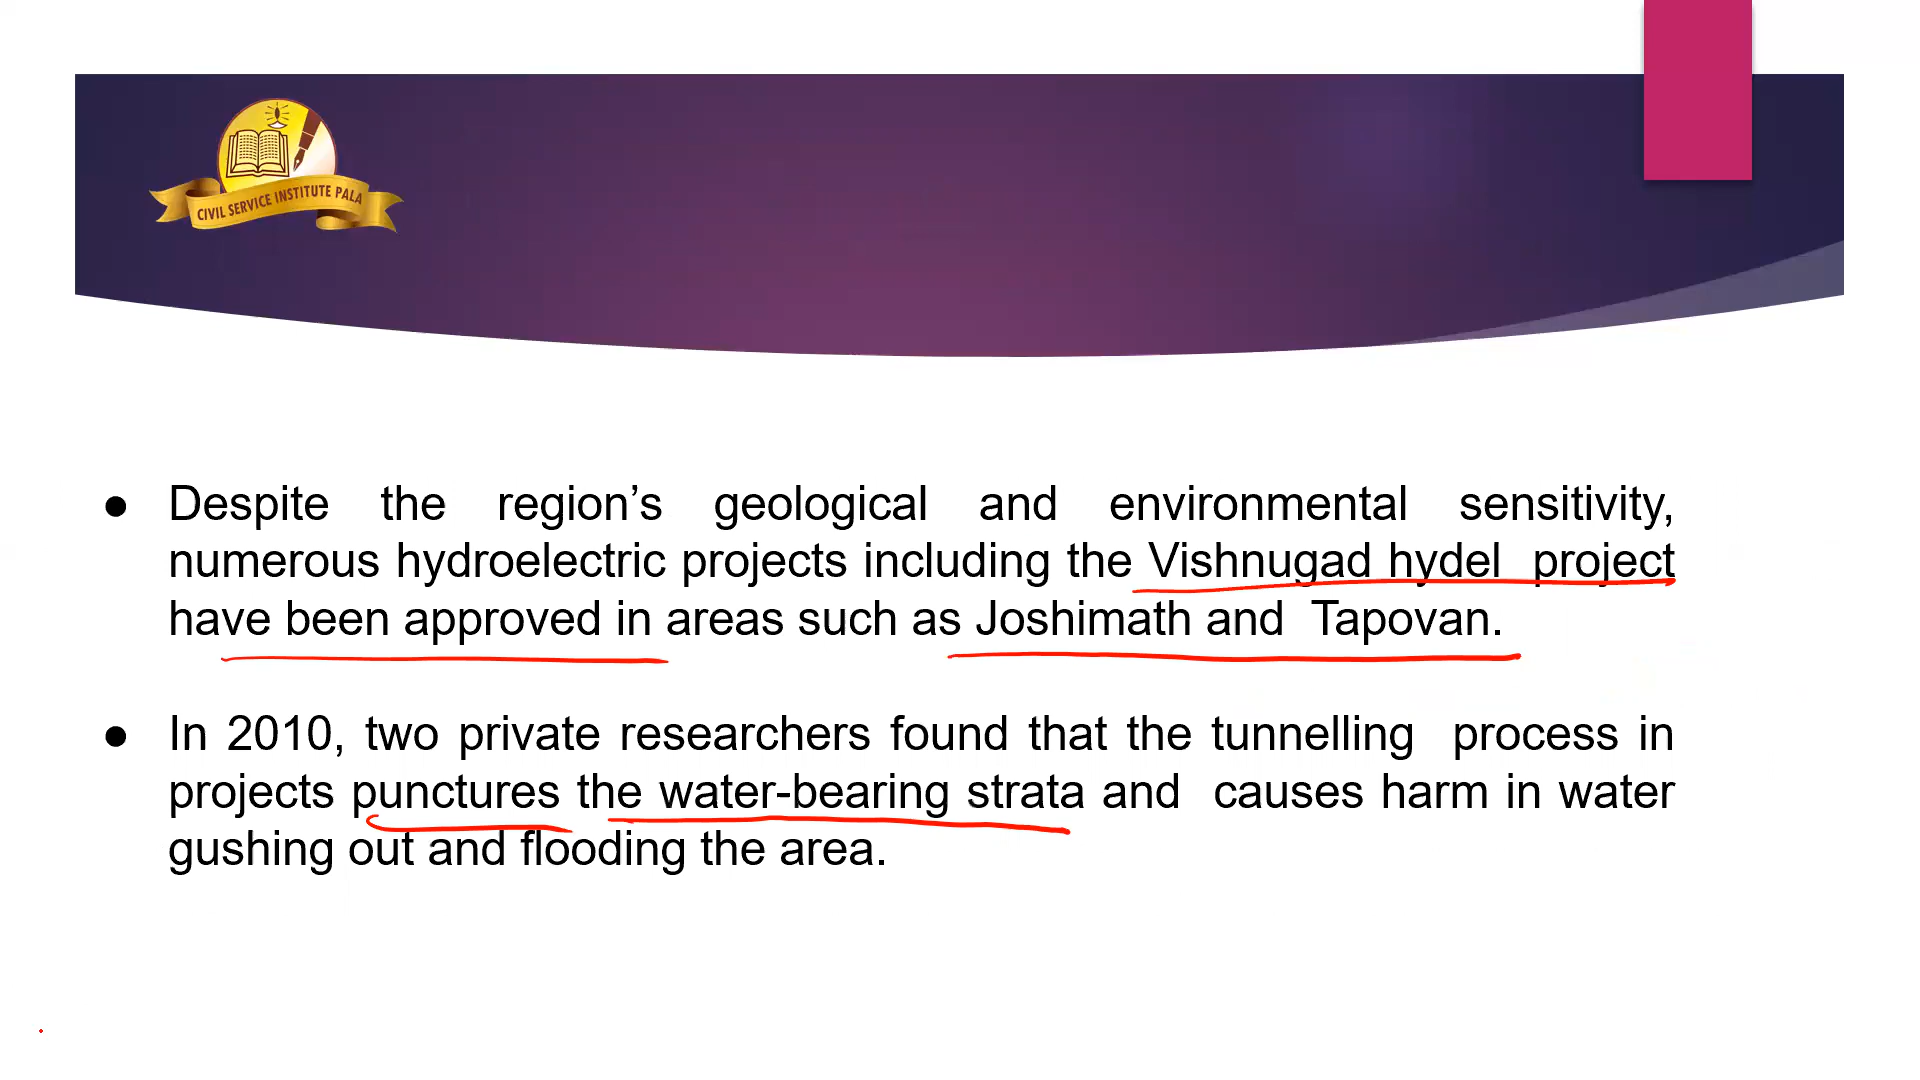 CIVIL SERVICE INSTITUTE PALA
● Despite the region’s geological and environmental sensitivity,
numerous hydroelectric projects including the Vishnugad hydel project
have been approved in areas such as Joshimath and Tapovan.
● In 2010, two private researchers found that the tunnelling process in
projects punctures the water-bearing strata and causes harm in water
gushing out and flooding the area.